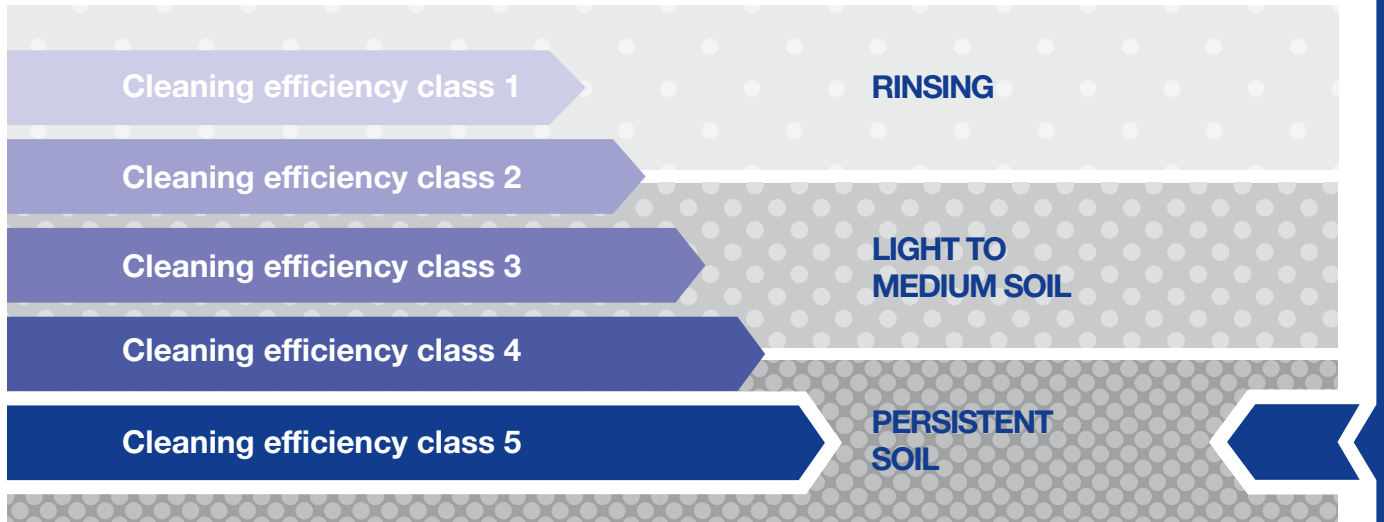 Cleaning efficiency class 1
RINSING
Cleaning efficiency class 2
Cleaning efficiency class 3
LIGHT TO
MEDIUM SOIL
Cleaning efficiency class 4
Cleaning efficiency class 5
PERSISTENT
SOIL